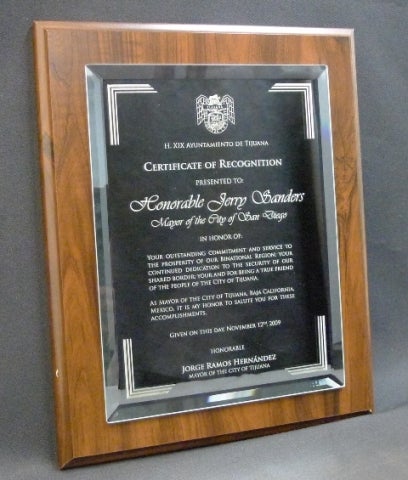 H. XIX Ayuntamiento de Tijuana
Certificate of Recognition
presented to:
Honorable Jerry Sanders
Mayor of the City of San Diego
in honor of:
Your outstanding commitment and service to
the prosperity of our Binational Region; your
continued dedication to the security of our
shared border; your and for being a true friend
of the people of the City of Tijuana.
As Mayor of the City of Tijuana, Baja California,
Mexico, it is my honor to salute you for these
accomplishments.
Given on this day November 12th, 2009
Honorable
Jorge Ramos Hernández
Mayor of the City of Tijuana